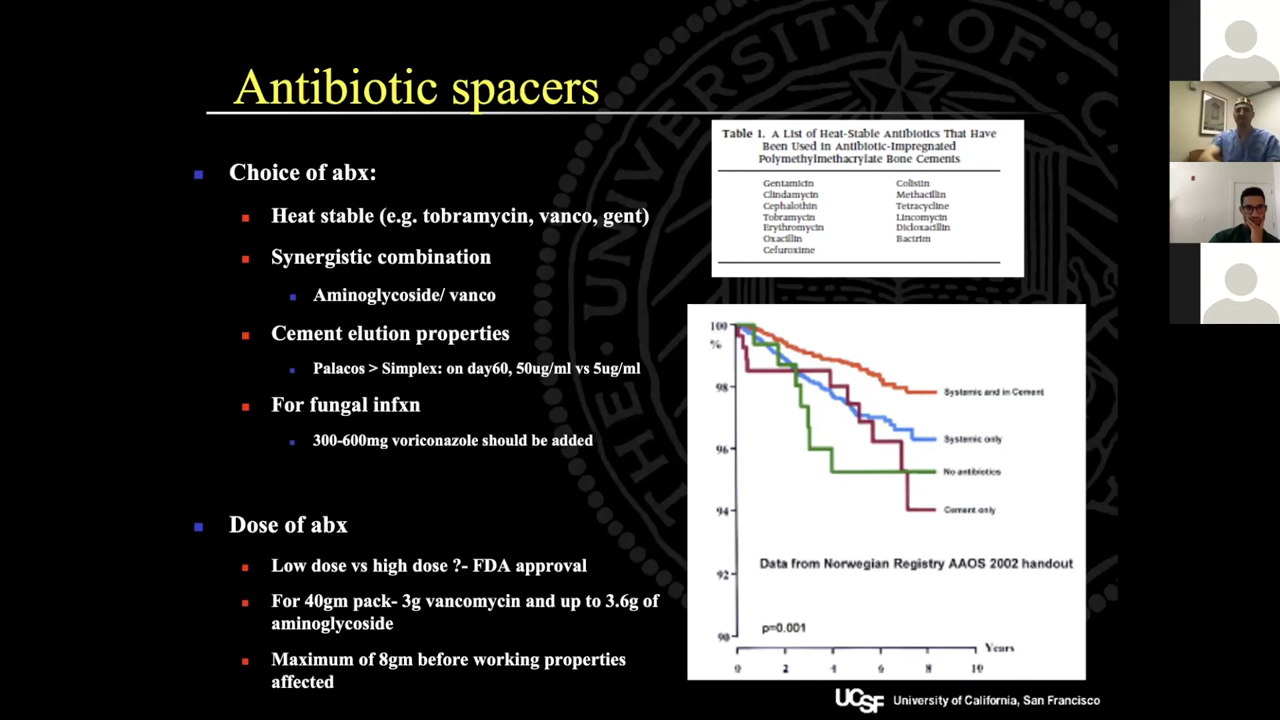 Antibiotic spacers
Choice of abx:
Heat stable (e.g. tobramycin, vanco, gent)
Synergistic combination
Aminoglycoside/ vanco
Cement elution properties
Palacos > Simplex: on day60, 50ug/ml vs 5ug/ml
For fungal infxn
300-600mg voriconazole should be added
Dose of abx
Low dose vs high dose ?- FDA approval
For 40gm pack- 3g vancomycin and up to 3.6g of
aminoglycoside
Maximum of 8gm before working properties
affected
Table 1. A List of Heat-Stable Antibiotics That Have
Been Used in Antibiotic-Impregnated
Polymethylmethacrylate Bone Cements
Gentamicin
Clindamycin
Cephalothin
Tobramycin
Erythromycin
Oxacillin
Cefuroxime
Colistin
Methacillin
Tetracycline
Lincomycin
Dicloxacillin
Bactrim
100
%
98
96
94
92
90
Systemic and in Cement
Systemic only
No antibiotics
Cement only
Data from Norwegian Registry AAOS 2002 handout
p=0.001
Years
0 2 4 6 8 10
UCSF University of California, San Francisco
THE UNIVERSITY OF